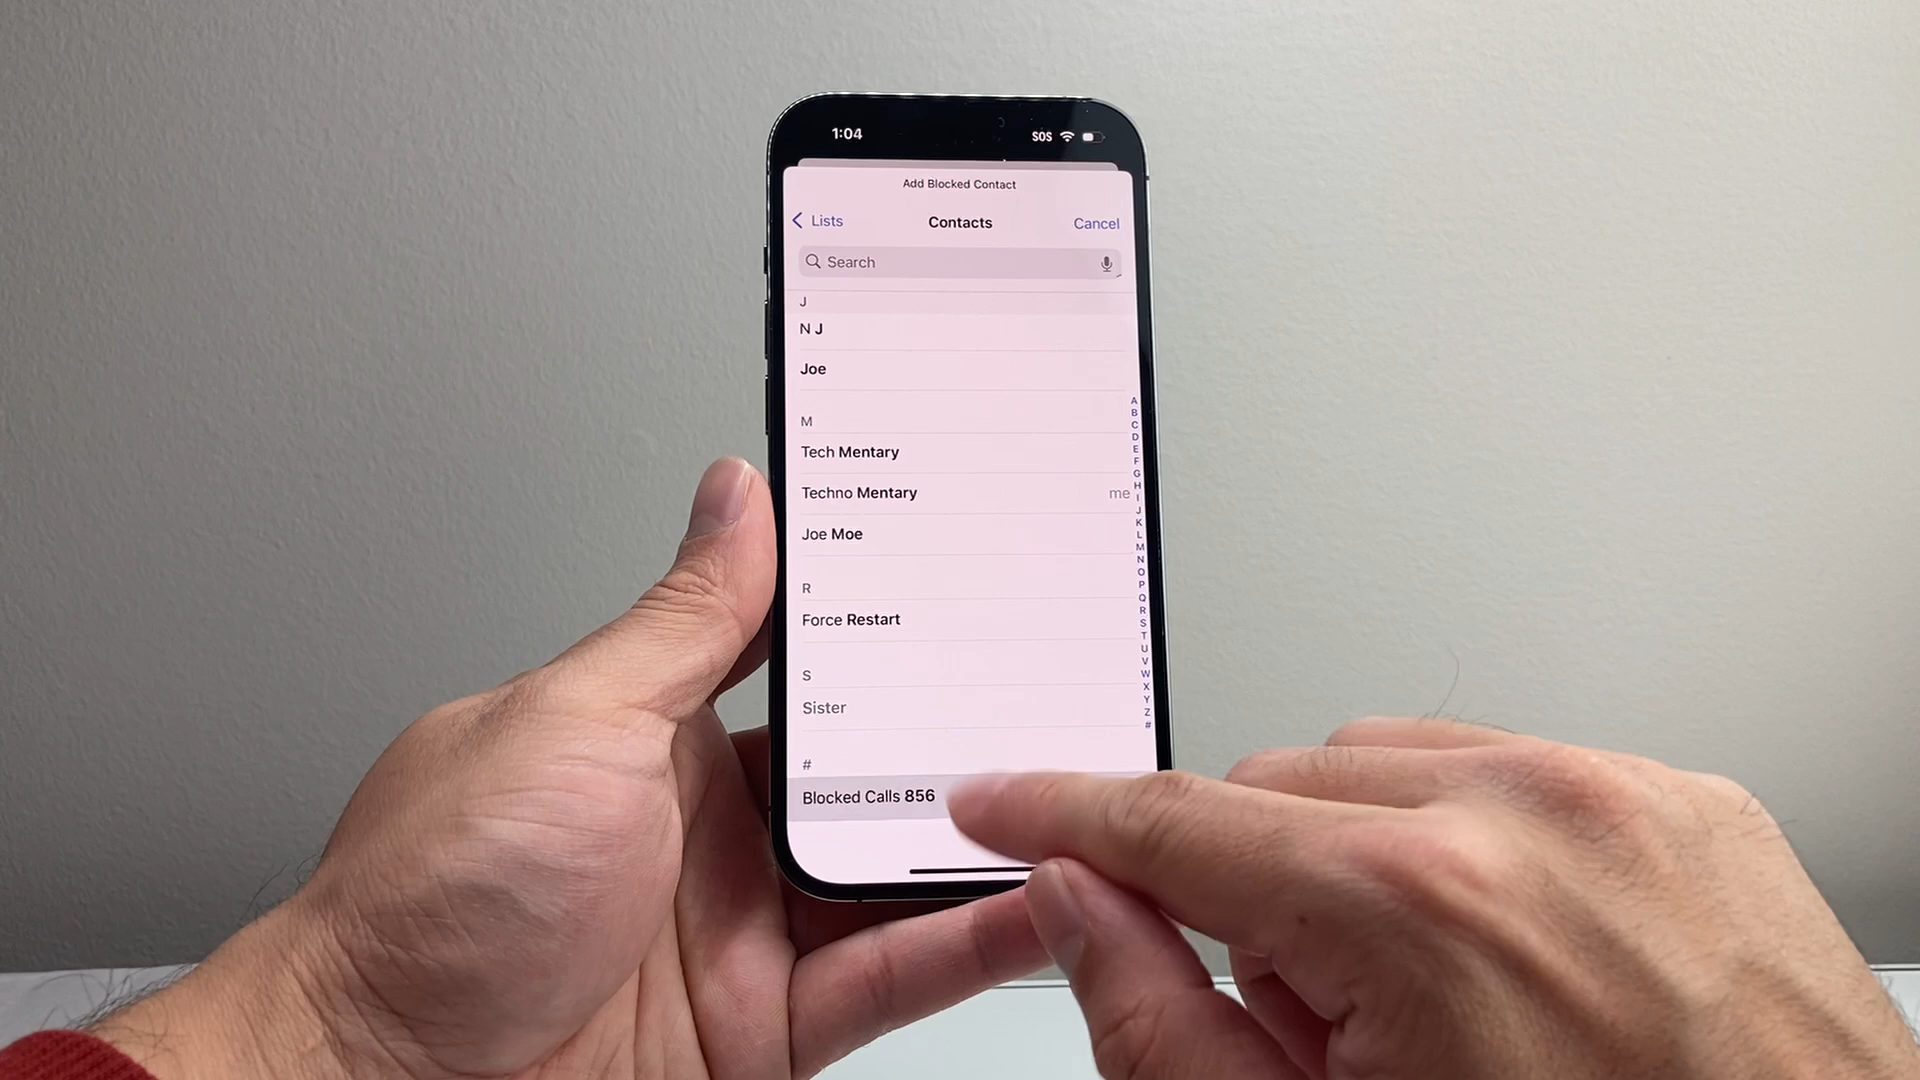 1:04 SOS
Add Blocked Contact
Lists Contacts Cancel
Search
J
N J
Joe
M
Tech Mentary
Techno Mentary me
Joe Moe
R
Force Restart
S
Sister
#
Blocked Calls 856
A
B
C
D
E
F
G
H
I
J
K
L
M
N
O
P
Q
R
S
T
U
V
W
X
Y
Z
#